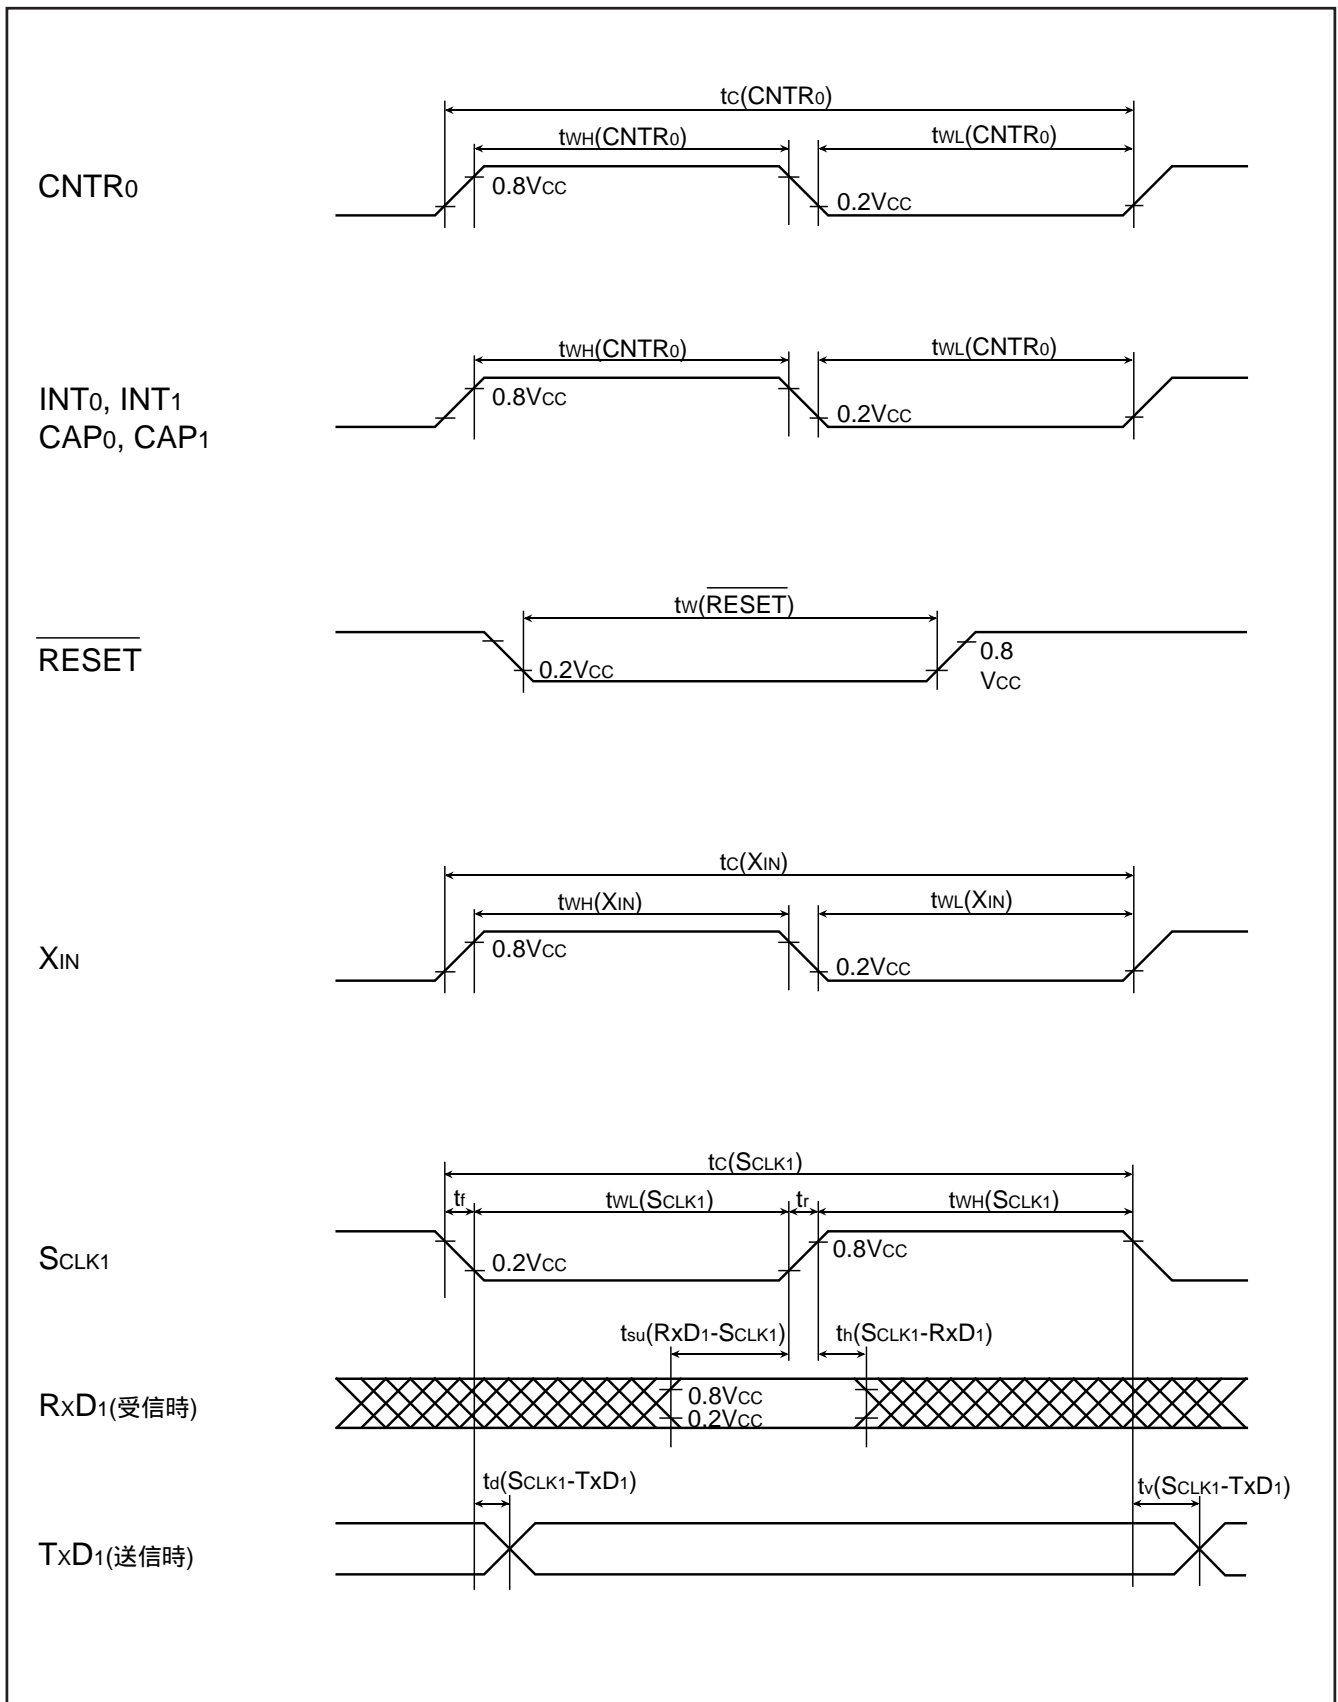 tC(CNTR0)
tWH(CNTR0)
tWL(CNTR0)
CNTR0
0.8VCC
0.2VCC
tWH(CNTR0)
tWL(CNTR0)
INT0, INT1
CAP0, CAP1
0.8VCC
0.2VCC
tW(RESET)
RESET
0.2VCC
0.8
VCC
tC(XIN)
tWH(XIN)
tWL(XIN)
XIN
0.8VCC
0.2VCC
tC(SCLK1)
tf
tWL(SCLK1)
tr
tWH(SCLK1)
SCLK1
0.2VCC
0.8VCC
tsu(RxD1-SCLK1)
th(SCLK1-RxD1)
RXD1(受信時)
0.8VCC
0.2VCC
td(SCLK1-TxD1)
tv(SCLK1-TxD1)
TXD1(送信時)